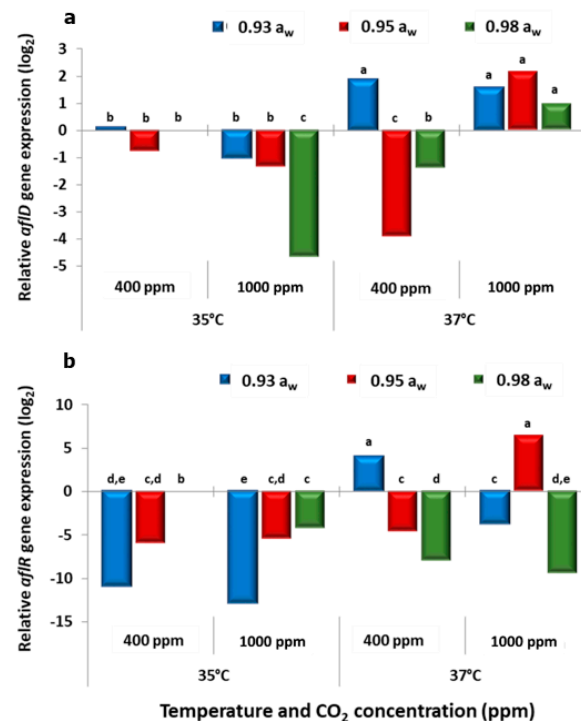 a
0.93 aw 0.95 aw 0.98 aw
Relative aflD gene expression (log2)
3
2
1
0
-1
-2
-3
-4
-5
b b b b b c a c b a a a
400 ppm 1000 ppm 400 ppm 1000 ppm
35°C 37°C
b
0.93 aw 0.95 aw 0.98 aw
Relative aflR gene expression (log2)
10
5
0
-5
-10
-15
d,e c,d b e c,d c a c d c a d,e
400 ppm 1000 ppm 400 ppm 1000 ppm
35°C 37°C
Temperature and CO2 concentration (ppm)